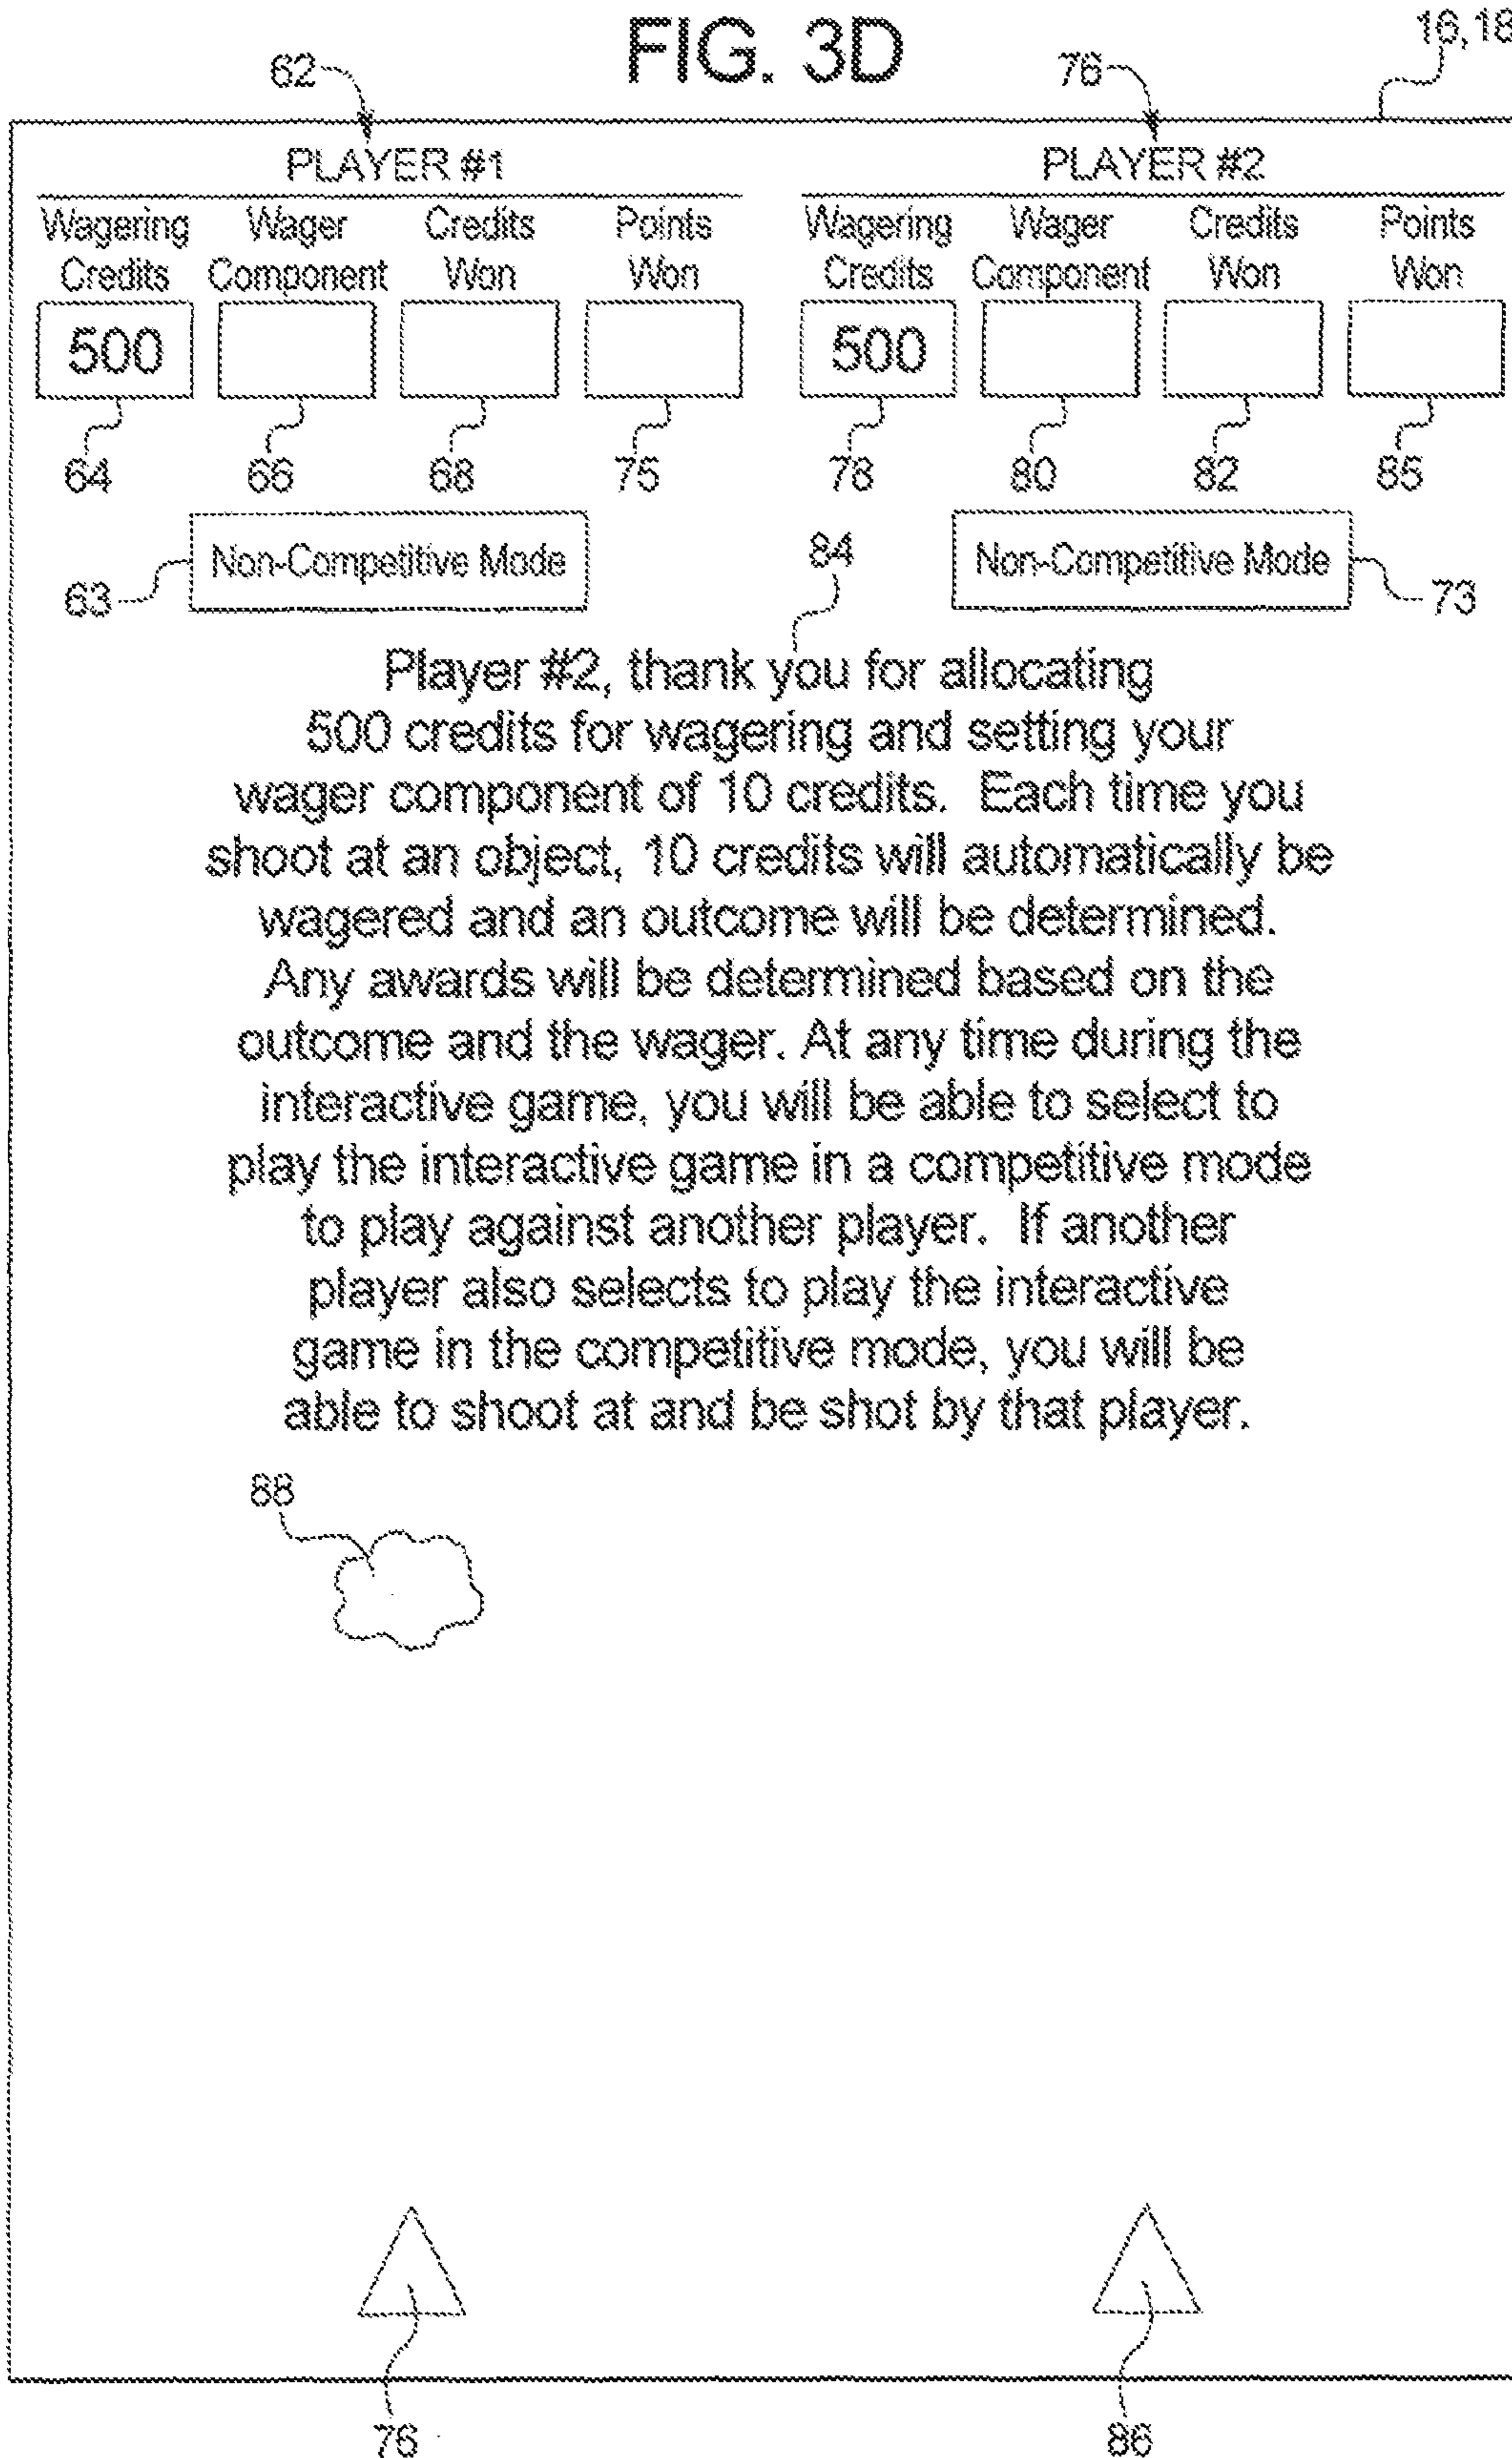 FIG. 3D
16,18
62
76
PLAYER #1
PLAYER #2
Wagering Wager Credits Points Wagering Wager Credits Points
Credits Component Won Won Credits Component Won Won
500 500
64 66 68 75 78 80 82 85
63 Non-Competitive Mode 84 Non-Competitive Mode 73
Player #2, thank you for allocating
500 credits for wagering and setting your
wager component of 10 credits. Each time you
shoot at an object, 10 credits will automatically be
wagered and an outcome will be determined.
Any awards will be determined based on the
outcome and the wager. At any time during the
interactive game, you will be able to select to
play the interactive game in a competitive mode
to play against another player. If another
player also selects to play the interactive
game in the competitive mode, you will be
able to shoot at and be shot by that player.
88
76 86